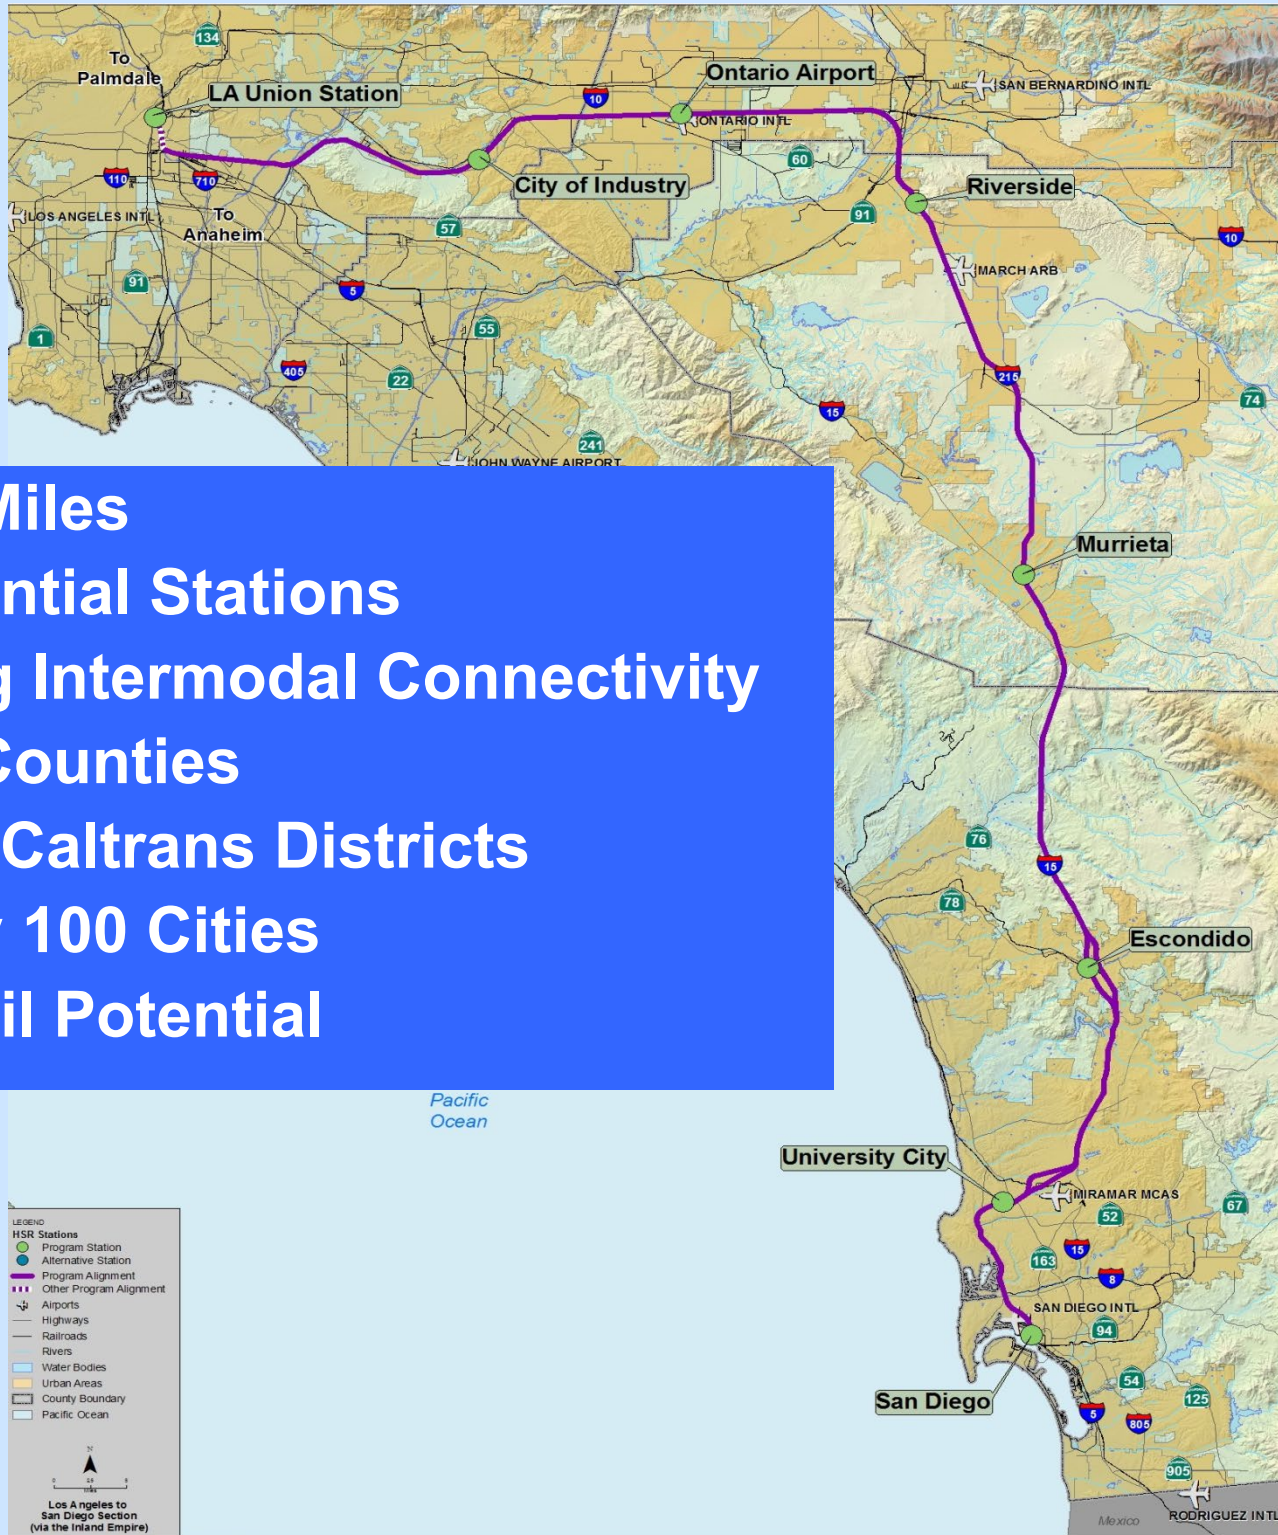 134
To
Palmdale
LA Union Station
10
Ontario Airport
SAN BERNARDINO INTL
ONTARIO INTL
60
City of Industry
Riverside
110
710
LOS ANGELES INTL
To
Anaheim
57
91
10
MARCH ARB
91
5
1
55
405
22
215
15
74
241
JOHN WAYNE AIRPORT
Miles
ntial Stations
g Intermodal Connectivity
Counties
Caltrans Districts
100 Cities
il Potential
Murrieta
76
15
78
Escondido
Pacific
Ocean
University City
MIRAMAR MCAS
67
52
15
163
8
SAN DIEGO INTL
94
54
125
San Diego
5
805
905
Mexico
RODRIGUEZ INTL
LEGEND
HSR Stations
Program Station
Alternative Station
Program Alignment
Other Program Alignment
Airports
Highways
Railroads
Rivers
Water Bodies
Urban Areas
County Boundary
Pacific Ocean
N
Los Angeles to
San Diego Section
(via the Inland Empire)